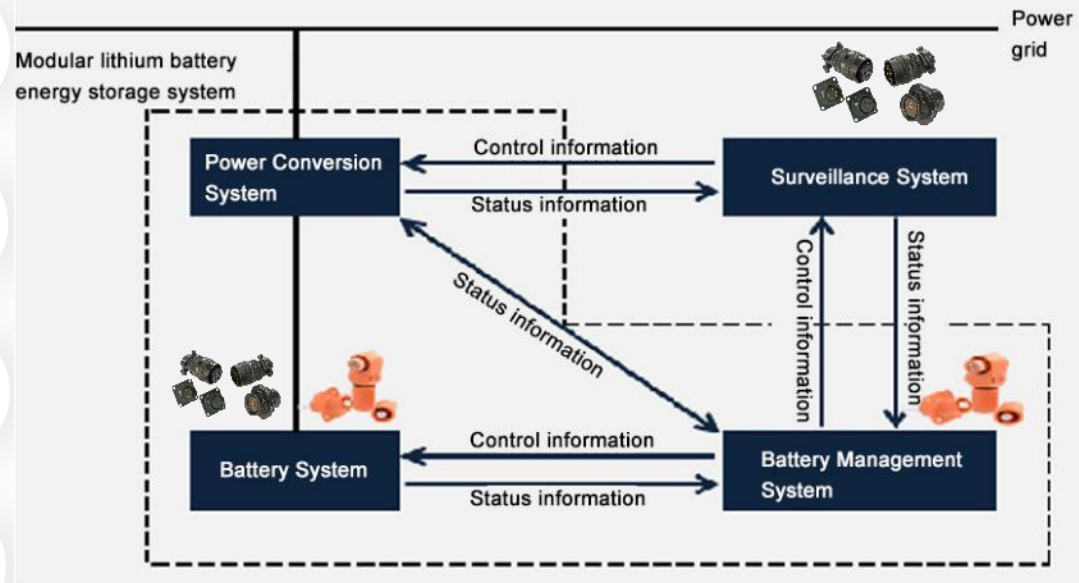 Power
grid
Modular lithium battery
energy storage system
Power Conversion
System
Control information
Status information
Surveillance System
Status information
Control information
Status information
Battery System
Control information
Status information
Battery Management
System